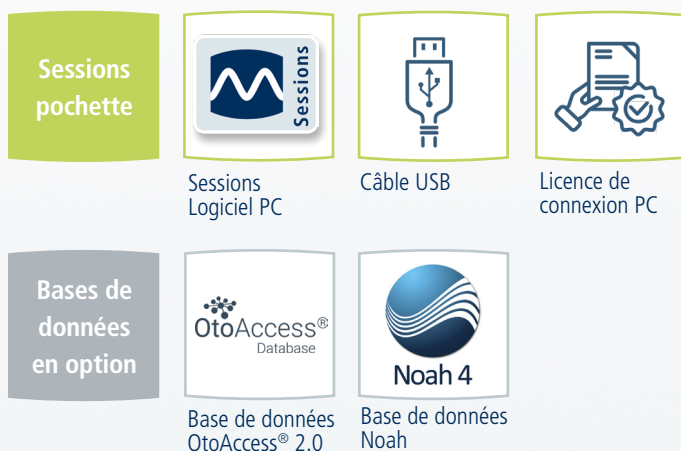 Sessions
pochette
Sessions
Sessions
Logiciel PC
Câble USB
Licence de
connexion PC
Bases de
données
en option
OtoAccess®
Database
Noah 4
Base de données
OtoAccess® 2.0
Base de données
Noah